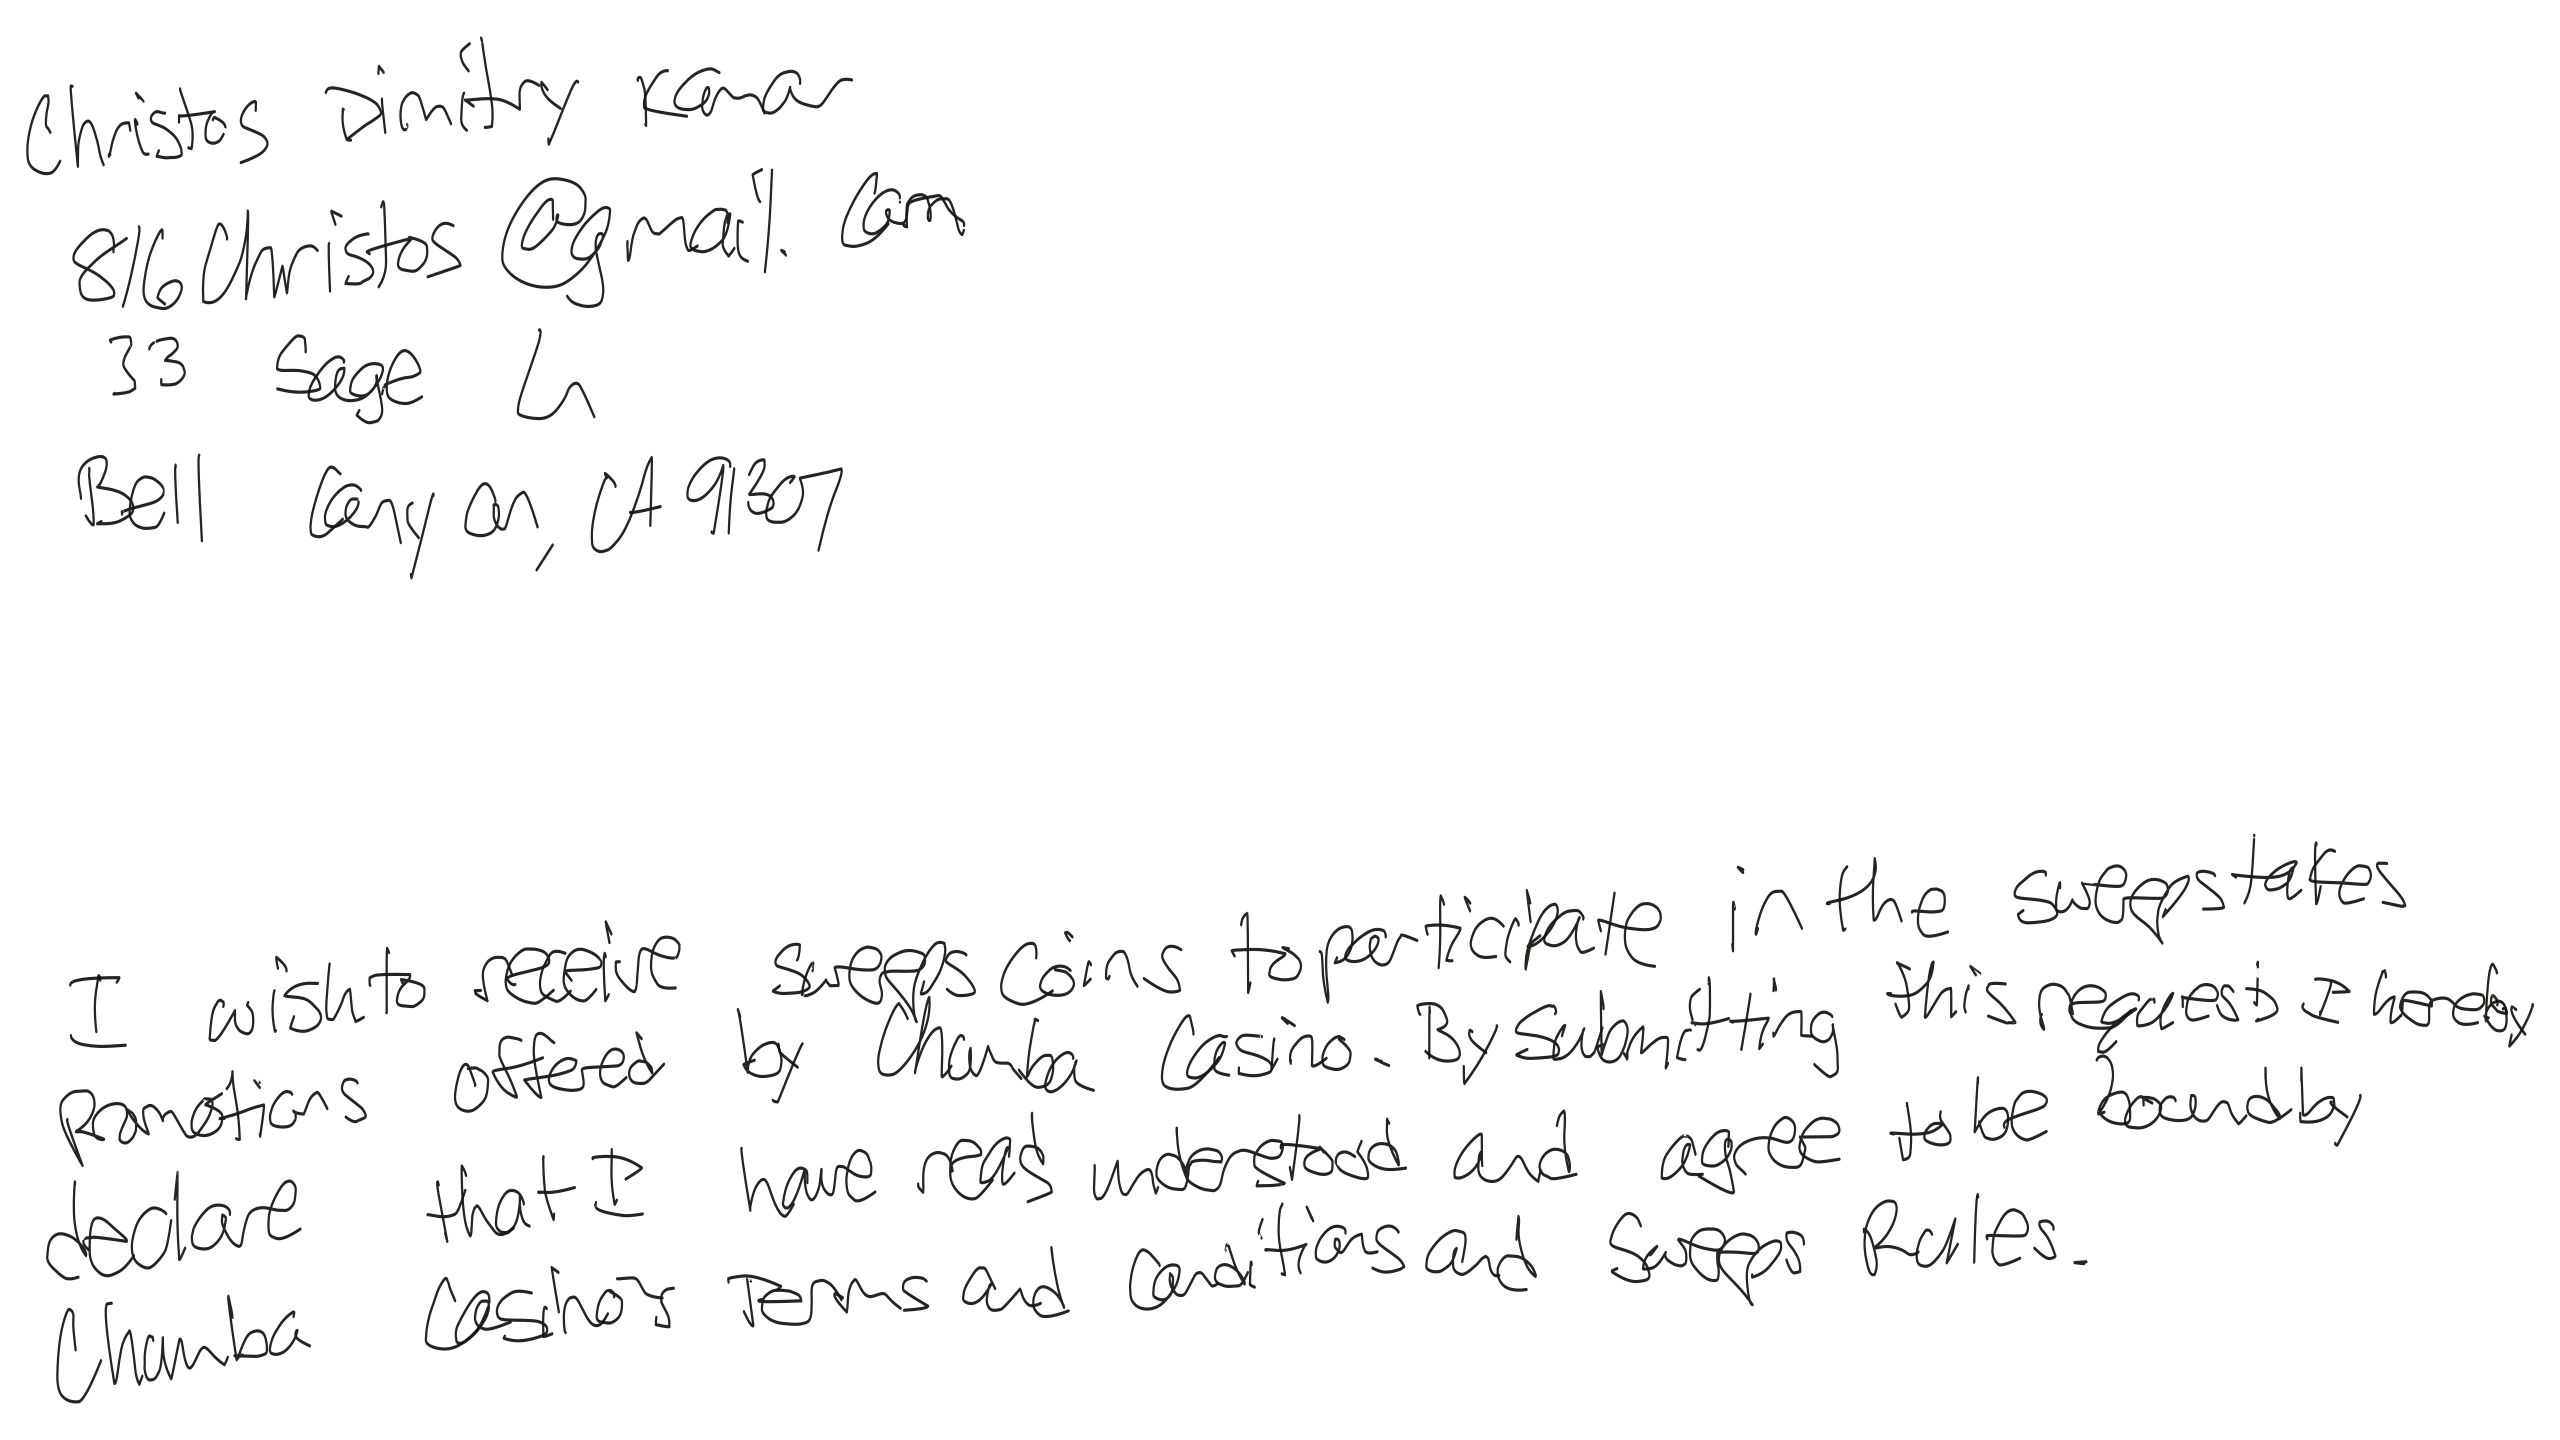 Christos Dimitry Kamar
816Christos@gmail.com
33 Sage Ln
Bell Canyon, CA 91307
I wish to receive sweeps coins to participate in the sweepstakes
Promotions offered by Chumba Casino. By submitting this request I hereby
declare that I have read understood and agree to be bound by
Chumba Casino's Terms and Conditions and Sweeps Rules.